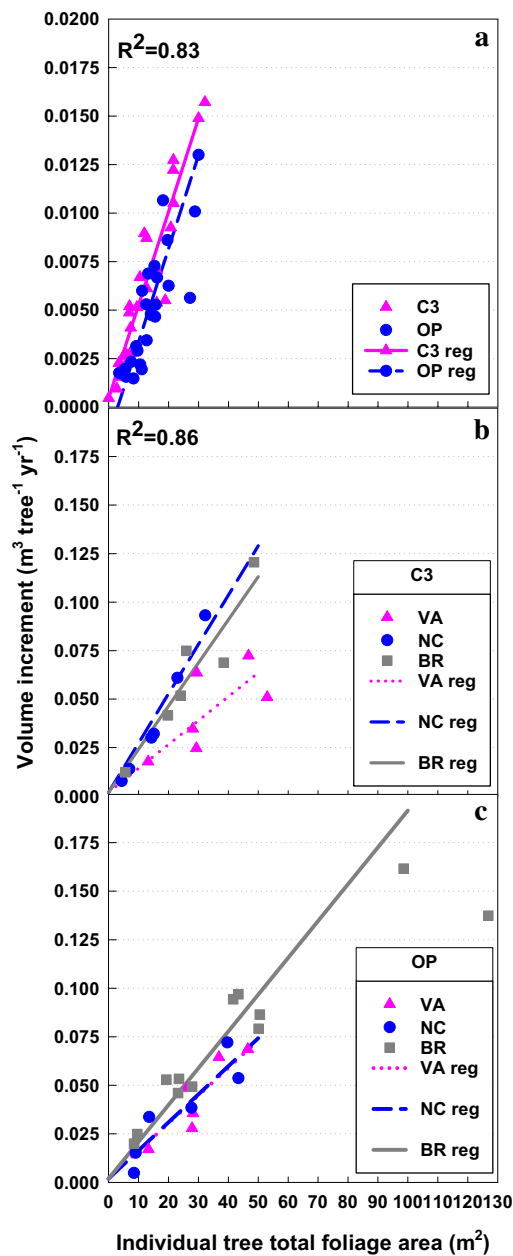 0.0200
a
R²=0.83
0.0175
0.0150
0.0125
0.0100
0.0075
0.0050
0.0025
0.0000
C3
OP
C3 reg
OP reg
b
R²=0.86
0.175
0.150
0.125
0.100
0.075
0.050
0.025
0.000
C3
VA
NC
BR
VA reg
NC reg
BR reg
c
0.175
0.150
0.125
0.100
0.075
0.050
0.025
0.000
OP
VA
NC
BR
VA reg
NC reg
BR reg
0 10 20 30 40 50 60 70 80 90 100 110 120 130
Volume increment (m³ tree⁻¹ yr⁻¹)
Individual tree total foliage area (m²)